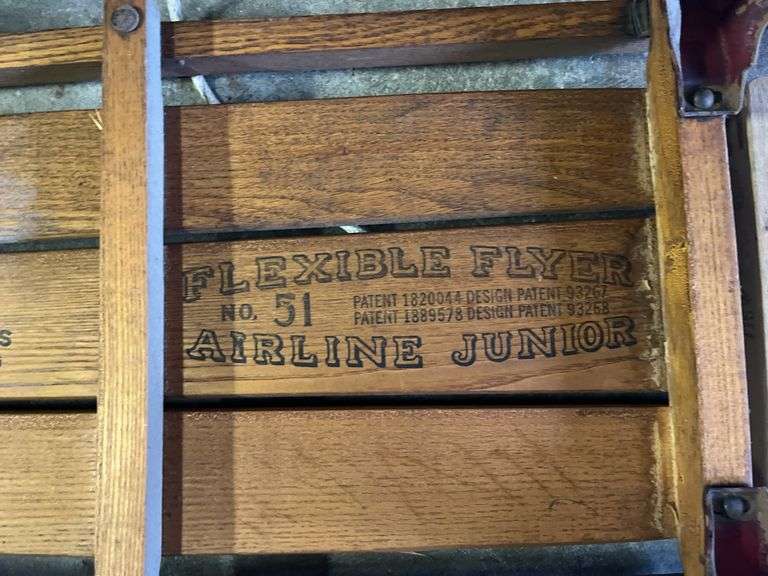 FLEXIBLE FLYER
NO. 51
PATENT 1820044 DESIGN PATENT 93267
PATENT 1889578 DESIGN PATENT 93268
AIRLINE JUNIOR
S